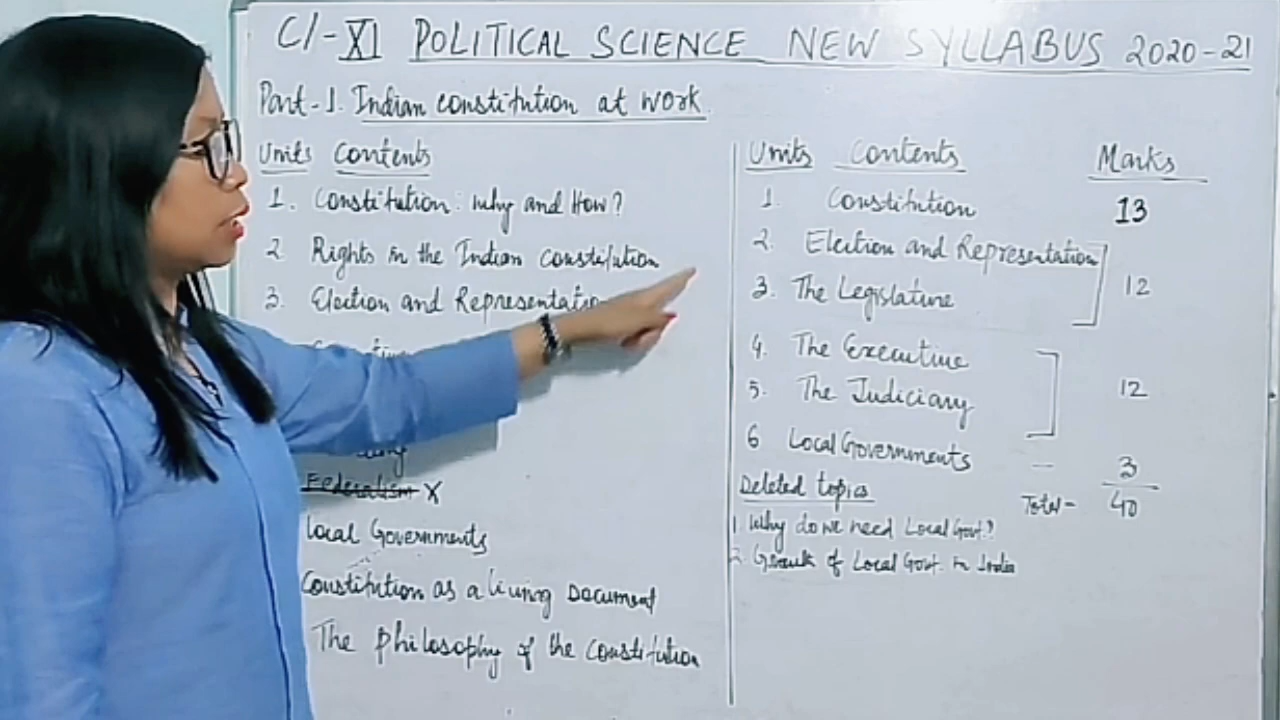 Cl-XI POLITICAL SCIENCE NEW SYLLABUS 2020-21
Part-1. Indian constitution at work.
Units Contents
1. Constitution: why and How?
2. Rights in the Indian constitution
3. Election and Representation
Federalism X
Local Governments
Constitution as a living Document
The philosophy of the constitution
Units Contents Marks
1. Constitution 13
2. Election and Representation
3. The Legislature 12
4. The Executive
5. The Judiciary 12
6 Local Governments — 3
Total = 40
Deleted topics
1 Why do we need Local Govt.?
2. of Local Govt. in India